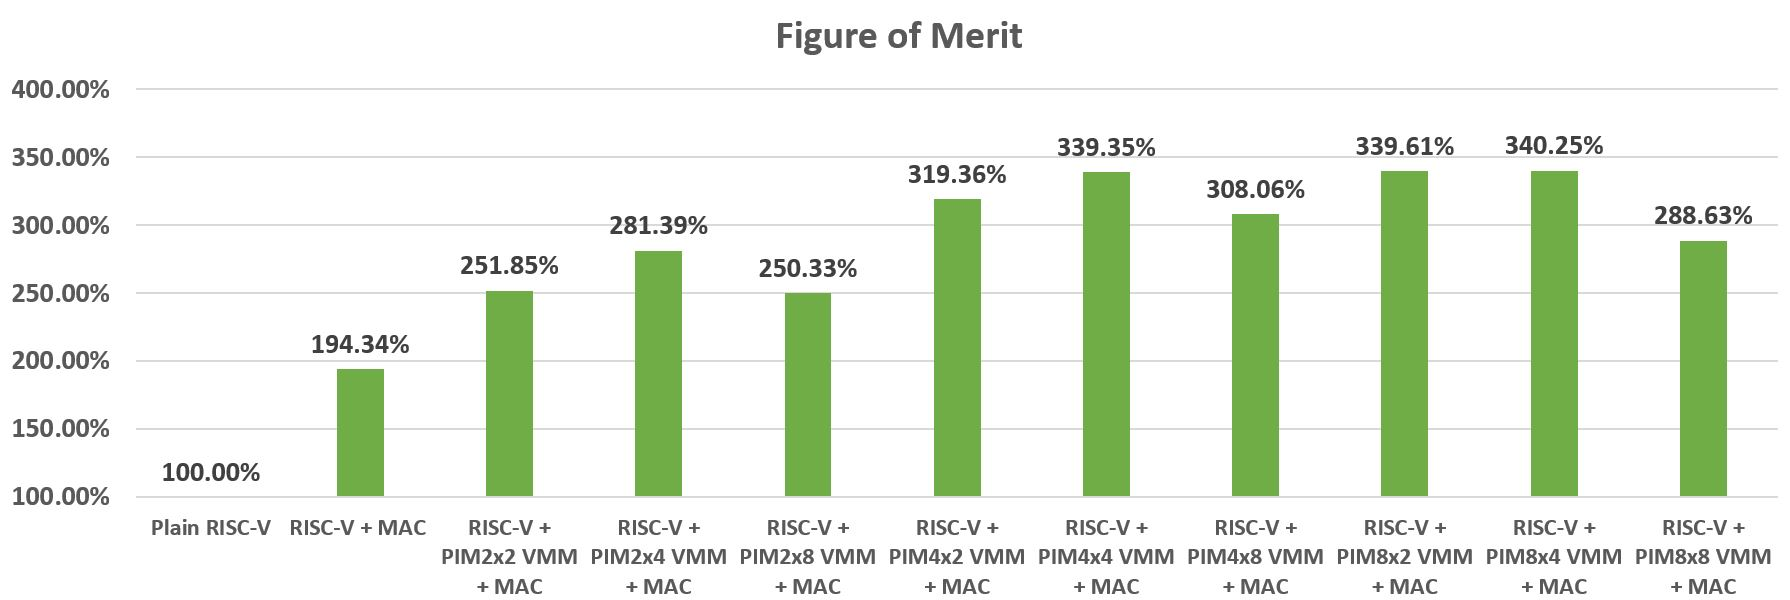 Figure of Merit
400.00%
350.00%
300.00%
250.00%
200.00%
150.00%
100.00%
100.00%
194.34%
251.85%
281.39%
250.33%
319.36%
339.35%
308.06%
339.61%
340.25%
288.63%
Plain RISC-V
RISC-V + MAC
RISC-V +
PIM2x2 VMM
+ MAC
RISC-V +
PIM2x4 VMM
+ MAC
RISC-V +
PIM2x8 VMM
+ MAC
RISC-V +
PIM4x2 VMM
+ MAC
RISC-V +
PIM4x4 VMM
+ MAC
RISC-V +
PIM4x8 VMM
+ MAC
RISC-V +
PIM8x2 VMM
+ MAC
RISC-V +
PIM8x4 VMM
+ MAC
RISC-V +
PIM8x8 VMM
+ MAC